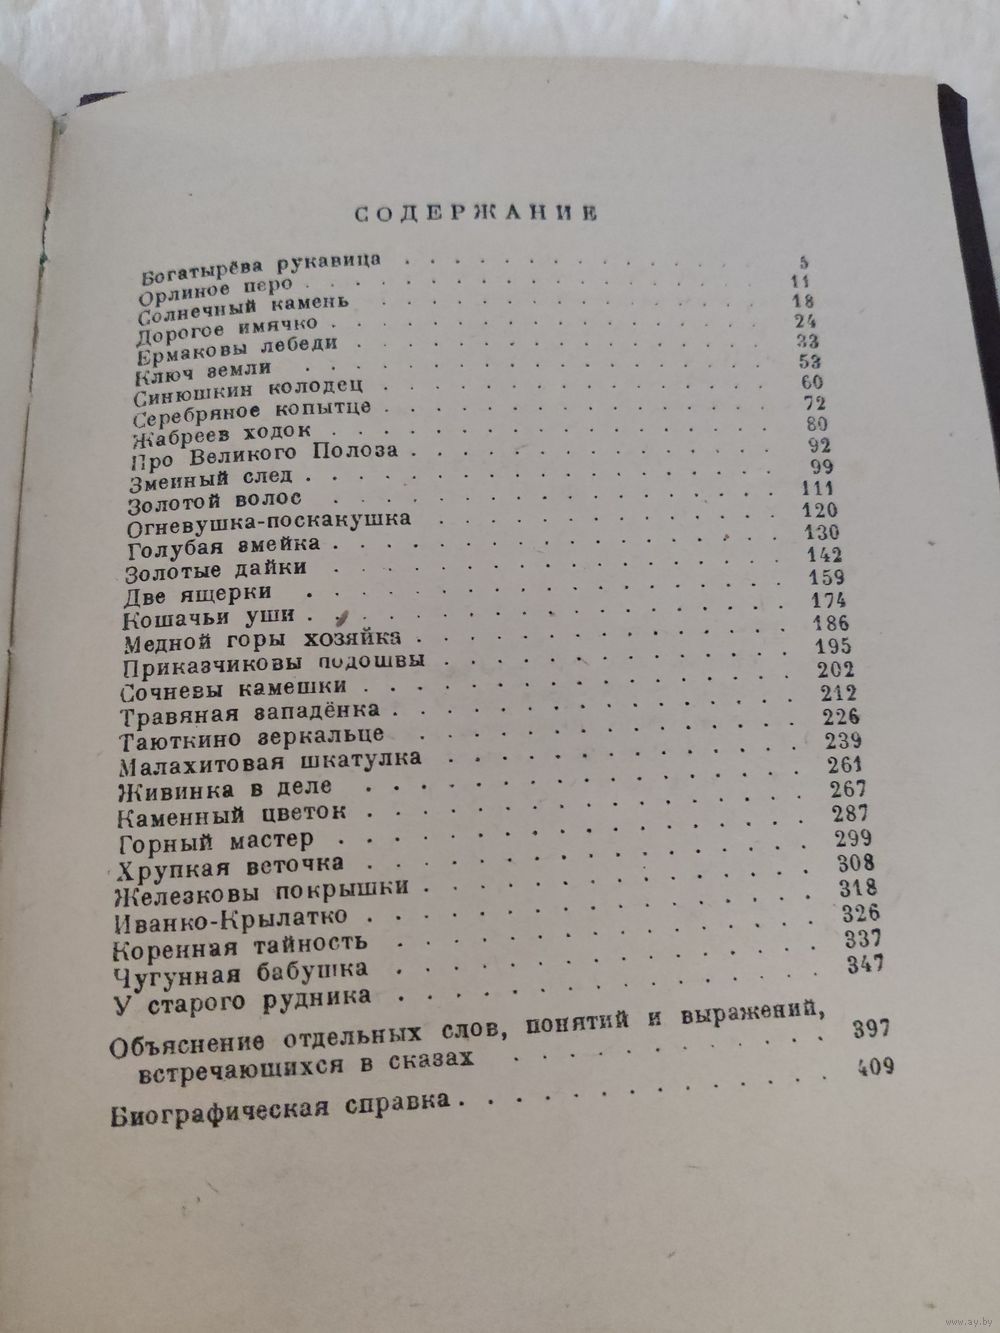 СОДЕРЖАНИЕ
Богатырёва рукавица . . . . . . . . . . . . . . 5
Орлиное перо . . . . . . . . . . . . . . . . 11
Солнечный камень . . . . . . . . . . . . . . 18
Дорогое имячко . . . . . . . . . . . . . . . 24
Ермаковы лебеди . . . . . . . . . . . . . . 33
Ключ земли . . . . . . . . . . . . . . . . 53
Синюшкин колодец . . . . . . . . . . . . . 60
Серебряное копытце . . . . . . . . . . . . . 72
Жабреев ходок . . . . . . . . . . . . . . . 80
Про Великого Полоза . . . . . . . . . . . . 92
Змеиный след . . . . . . . . . . . . . . . 99
Золотой волос . . . . . . . . . . . . . . . 111
Огневушка-поскакушка . . . . . . . . . . . 120
Голубая змейка . . . . . . . . . . . . . . 130
Золотые дайки . . . . . . . . . . . . . . 142
Две ящерки . . . . . . . . . . . . . . . 159
Кошачьи уши . . . . . . . . . . . . . . . 174
Медной горы хозяйка . . . . . . . . . . . 186
Приказчиковы подошвы . . . . . . . . . . 195
Сочневы камешки . . . . . . . . . . . . . 202
Травяная западёнка . . . . . . . . . . . . 212
Таюткино зеркальце . . . . . . . . . . . 226
Малахитовая шкатулка . . . . . . . . . . 239
Живинка в деле . . . . . . . . . . . . . 261
Каменный цветок . . . . . . . . . . . . . 267
Горный мастер . . . . . . . . . . . . . . 287
Хрупкая веточка . . . . . . . . . . . . . 299
Железковы покрышки . . . . . . . . . . . 308
Иванко-Крылатко . . . . . . . . . . . . . 318
Коренная тайность . . . . . . . . . . . . 326
Чугунная бабушка . . . . . . . . . . . . 337
У старого рудника . . . . . . . . . . . . 347
Объяснение отдельных слов, понятий и выражений,
встречающихся в сказах . . . . . . . . . 397
Биографическая справка . . . . . . . . . . 409
www.ay.by